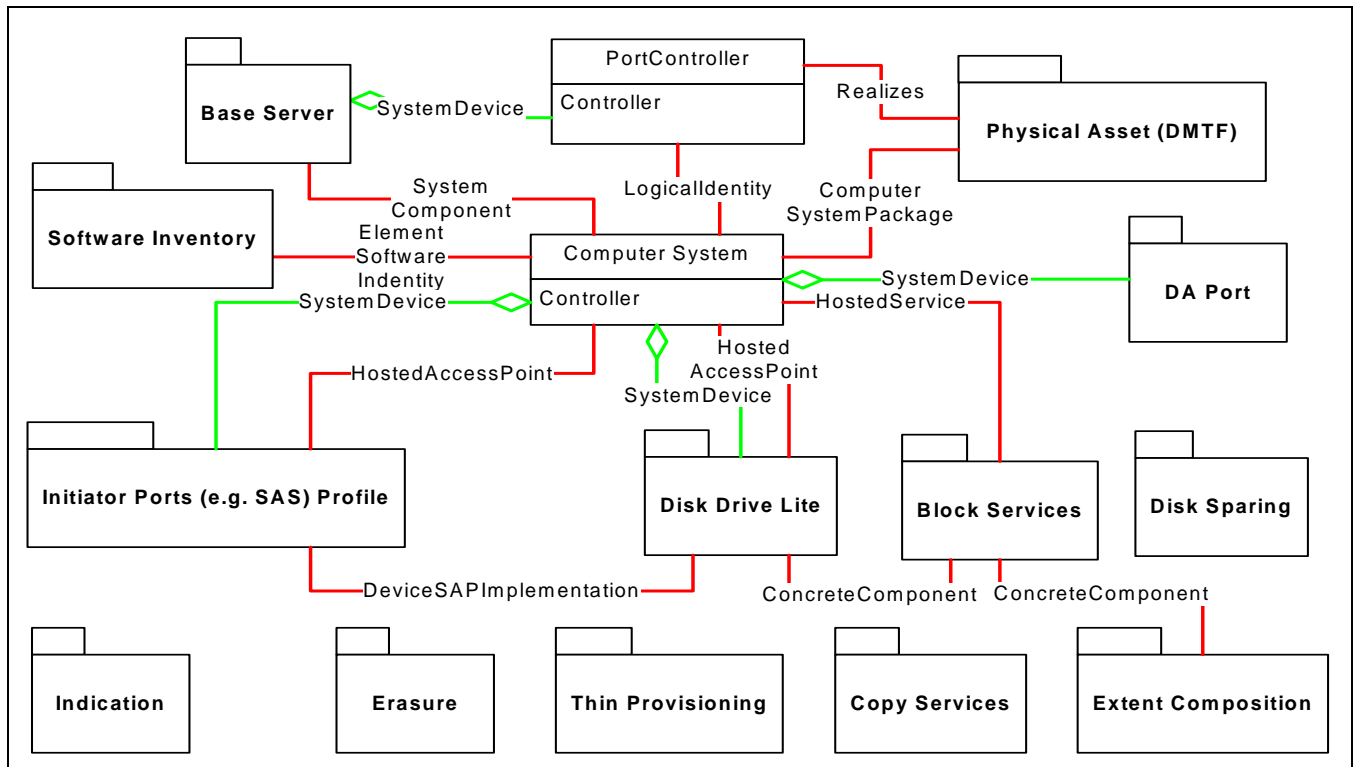 PortController
Controller
Base Server
SystemDevice
Realizes
Physical Asset (DMTF)
LogicalIdentity
System
Component
Computer
SystemPackage
Software Inventory
Element
Software
Indentity
Computer System
Controller
SystemDevice
SystemDevice
HostedService
DA Port
HostedAccessPoint
Hosted
AccessPoint
SystemDevice
Initiator Ports (e.g. SAS) Profile
Disk Drive Lite
Block Services
Disk Sparing
DeviceSAPImplementation
ConcreteComponent
ConcreteComponent
Indication
Erasure
Thin Provisioning
Copy Services
Extent Composition